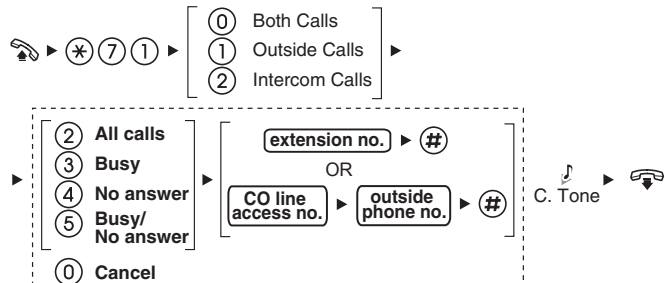 * 7 1
0 Both Calls
1 Outside Calls
2 Intercom Calls
2 All calls
3 Busy
4 No answer
5 Busy/
No answer
0 Cancel
extension no. #
OR
CO line
access no.
outside
phone no. #
C. Tone